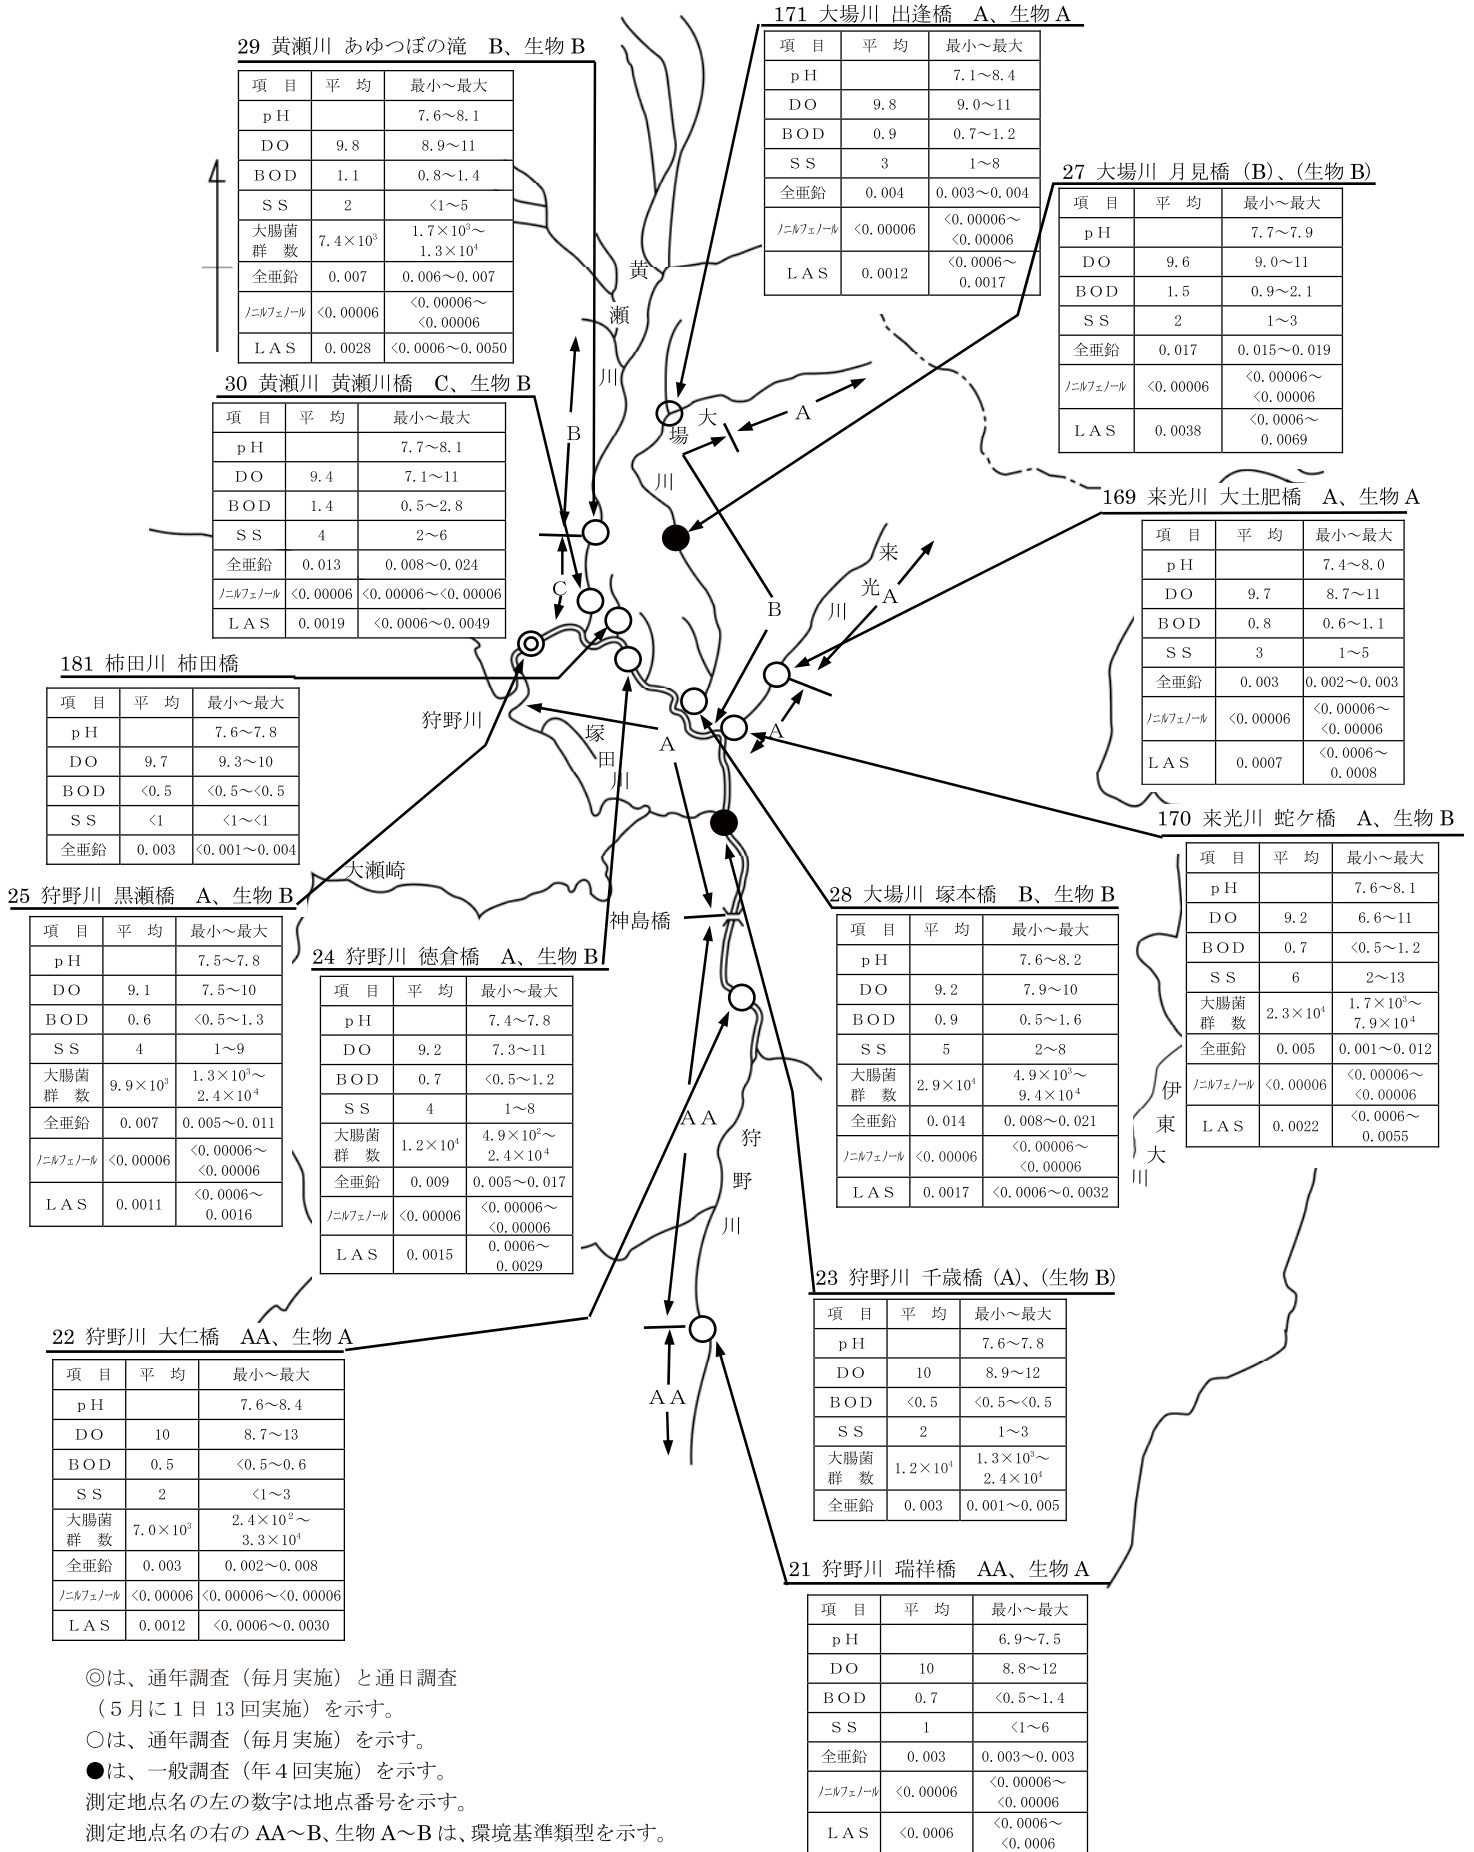 171 大場川 出逢橋 A、生物A
項 目 平 均 最小～最大
pH 7.1～8.4
DO 9.8 9.0～11
BOD 0.9 0.7～1.2
SS 3 1～8
全亜鉛 0.004 0.003～0.004
ﾉﾆﾙﾌｪﾉｰﾙ <0.00006 <0.00006～
<0.00006
LAS 0.0012 <0.0006～
0.0017
29 黄瀬川 あゆつぼの滝 B、生物B
項 目 平 均 最小～最大
pH 7.6～8.1
DO 9.8 8.9～11
BOD 1.1 0.8～1.4
SS 2 <1～5
大腸菌
群 数 7.4×10³ 1.7×10³～
1.3×10⁴
全亜鉛 0.007 0.006～0.007
ﾉﾆﾙﾌｪﾉｰﾙ <0.00006 <0.00006～
<0.00006
LAS 0.0028 <0.0006～0.0050
27 大場川 月見橋 (B)、(生物B)
項 目 平 均 最小～最大
pH 7.7～7.9
DO 9.6 9.0～11
BOD 1.5 0.9～2.1
SS 2 1～3
全亜鉛 0.017 0.015～0.019
ﾉﾆﾙﾌｪﾉｰﾙ <0.00006 <0.00006～
<0.00006
LAS 0.0038 <0.0006～
0.0069
30 黄瀬川 黄瀬川橋 C、生物B
項 目 平 均 最小～最大
pH 7.7～8.1
DO 9.4 7.1～11
BOD 1.4 0.5～2.8
SS 4 2～6
全亜鉛 0.013 0.008～0.024
ﾉﾆﾙﾌｪﾉｰﾙ <0.00006 <0.00006～<0.00006
LAS 0.0019 <0.0006～0.0049
黄
瀬
川
大
場
川
B
A
C
B
来
光
川
A
A
169 来光川 大土肥橋 A、生物A
項 目 平 均 最小～最大
pH 7.4～8.0
DO 9.7 8.7～11
BOD 0.8 0.6～1.1
SS 3 1～5
全亜鉛 0.003 0.002～0.003
ﾉﾆﾙﾌｪﾉｰﾙ <0.00006 <0.00006～
<0.00006
LAS 0.0007 <0.0006～
0.0008
181 柿田川 柿田橋
項 目 平 均 最小～最大
pH 7.6～7.8
DO 9.7 9.3～10
BOD <0.5 <0.5～<0.5
SS <1 <1～<1
全亜鉛 0.003 <0.001～0.004
狩野川
塚
田
川
A
大瀬崎
神島橋
170 来光川 蛇ケ橋 A、生物B
項 目 平 均 最小～最大
pH 7.6～8.1
DO 9.2 6.6～11
BOD 0.7 <0.5～1.2
SS 6 2～13
大腸菌
群 数 2.3×10⁴ 1.7×10³～
7.9×10⁴
全亜鉛 0.005 0.001～0.012
ﾉﾆﾙﾌｪﾉｰﾙ <0.00006 <0.00006～
<0.00006
LAS 0.0022 <0.0006～
0.0055
25 狩野川 黒瀬橋 A、生物B
項 目 平 均 最小～最大
pH 7.5～7.8
DO 9.1 7.5～10
BOD 0.6 <0.5～1.3
SS 4 1～9
大腸菌
群 数 9.9×10³ 1.3×10³～
2.4×10⁴
全亜鉛 0.007 0.005～0.011
ﾉﾆﾙﾌｪﾉｰﾙ <0.00006 <0.00006～
<0.00006
LAS 0.0011 <0.0006～
0.0016
24 狩野川 徳倉橋 A、生物B
項 目 平 均 最小～最大
pH 7.4～7.8
DO 9.2 7.3～11
BOD 0.7 <0.5～1.2
SS 4 1～8
大腸菌
群 数 1.2×10⁴ 4.9×10²～
2.4×10⁴
全亜鉛 0.009 0.005～0.017
ﾉﾆﾙﾌｪﾉｰﾙ <0.00006 <0.00006～
<0.00006
LAS 0.0015 0.0006～
0.0029
28 大場川 塚本橋 B、生物B
項 目 平 均 最小～最大
pH 7.6～8.2
DO 9.2 7.9～10
BOD 0.9 0.5～1.6
SS 5 2～8
大腸菌
群 数 2.9×10⁴ 4.9×10³～
9.4×10⁴
全亜鉛 0.014 0.008～0.021
ﾉﾆﾙﾌｪﾉｰﾙ <0.00006 <0.00006～
<0.00006
LAS 0.0017 <0.0006～0.0032
伊
東
大
川
AA
狩
野
川
AA
23 狩野川 千歳橋 (A)、(生物B)
項 目 平 均 最小～最大
pH 7.6～7.8
DO 10 8.9～12
BOD <0.5 <0.5～<0.5
SS 2 1～3
大腸菌
群 数 1.2×10⁴ 1.3×10³～
2.4×10⁴
全亜鉛 0.003 0.001～0.005
22 狩野川 大仁橋 AA、生物A
項 目 平 均 最小～最大
pH 7.6～8.4
DO 10 8.7～13
BOD 0.5 <0.5～0.6
SS 2 <1～3
大腸菌
群 数 7.0×10³ 2.4×10²～
3.3×10⁴
全亜鉛 0.003 0.002～0.008
ﾉﾆﾙﾌｪﾉｰﾙ <0.00006 <0.00006～<0.00006
LAS 0.0012 <0.0006～0.0030
21 狩野川 瑞祥橋 AA、生物A
項 目 平 均 最小～最大
pH 6.9～7.5
DO 10 8.8～12
BOD 0.7 <0.5～1.4
SS 1 <1～6
全亜鉛 0.003 0.003～0.003
ﾉﾆﾙﾌｪﾉｰﾙ <0.00006 <0.00006～
<0.00006
LAS <0.0006 <0.0006～
<0.0006
◎は、通年調査（毎月実施）と通日調査
（５月に１日 13 回実施）を示す。
○は、通年調査（毎月実施）を示す。
●は、一般調査（年４回実施）を示す。
測定地点名の左の数字は地点番号を示す。
測定地点名の右の AA～B、生物 A～B は、環境基準類型を示す。